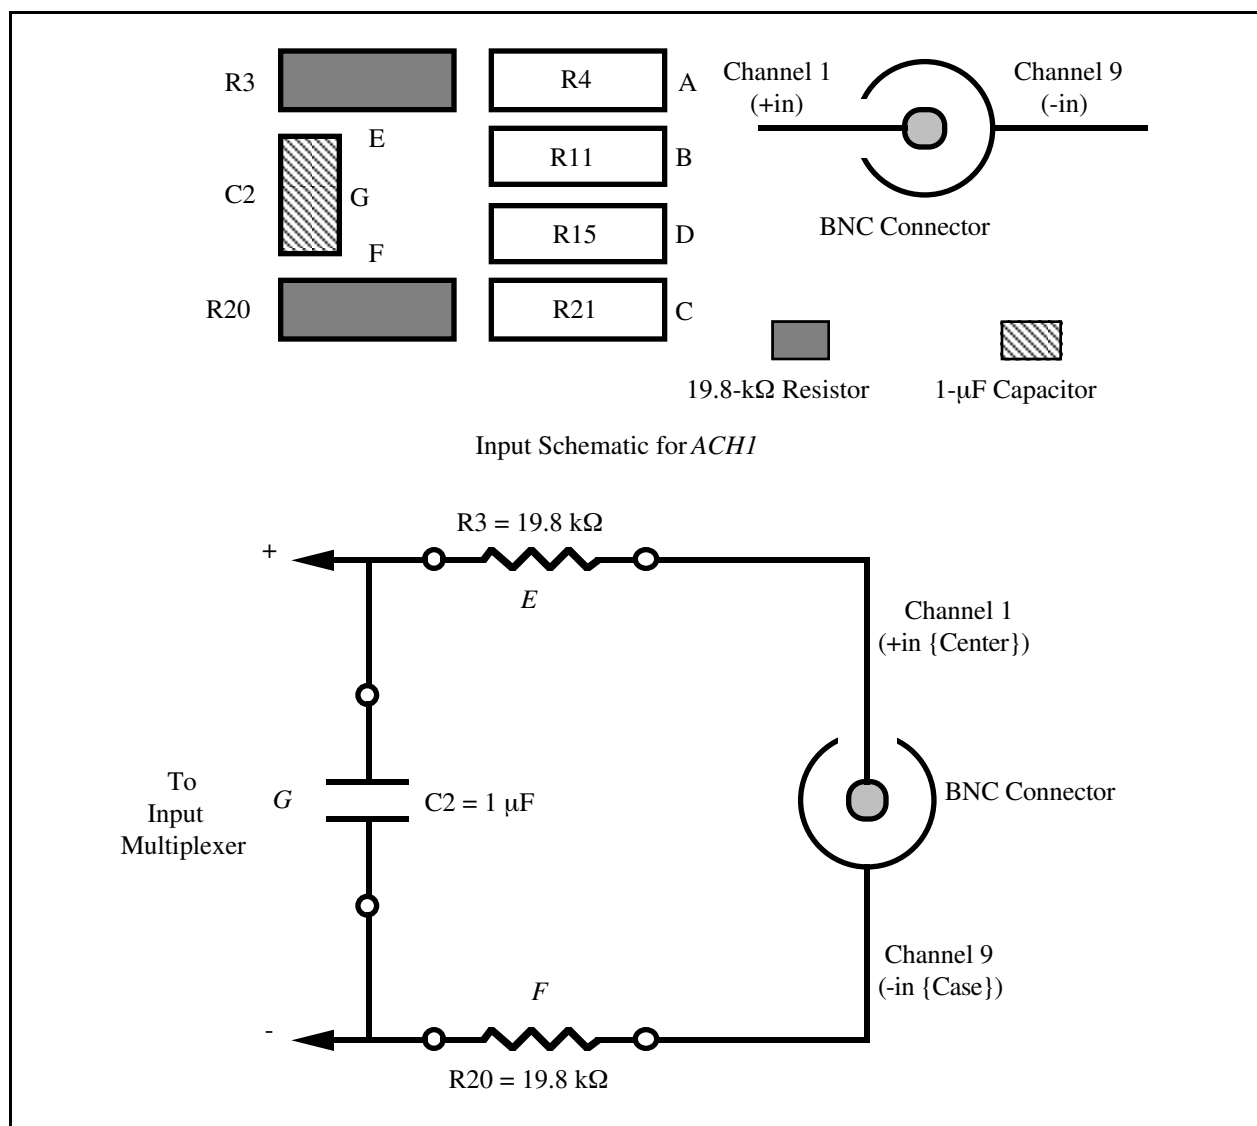 R3
R4
A
E
R11
B
C2
G
F
R15
D
R20
R21
C
Channel 1
(+in)
Channel 9
(-in)
BNC Connector
19.8-kΩ Resistor
1-µF Capacitor
Input Schematic for ACH1
R3 = 19.8 kΩ
+
E
Channel 1
(+in {Center})
To
Input
Multiplexer
G
C2 = 1 µF
BNC Connector
Channel 9
(-in {Case})
F
-
R20 = 19.8 kΩ